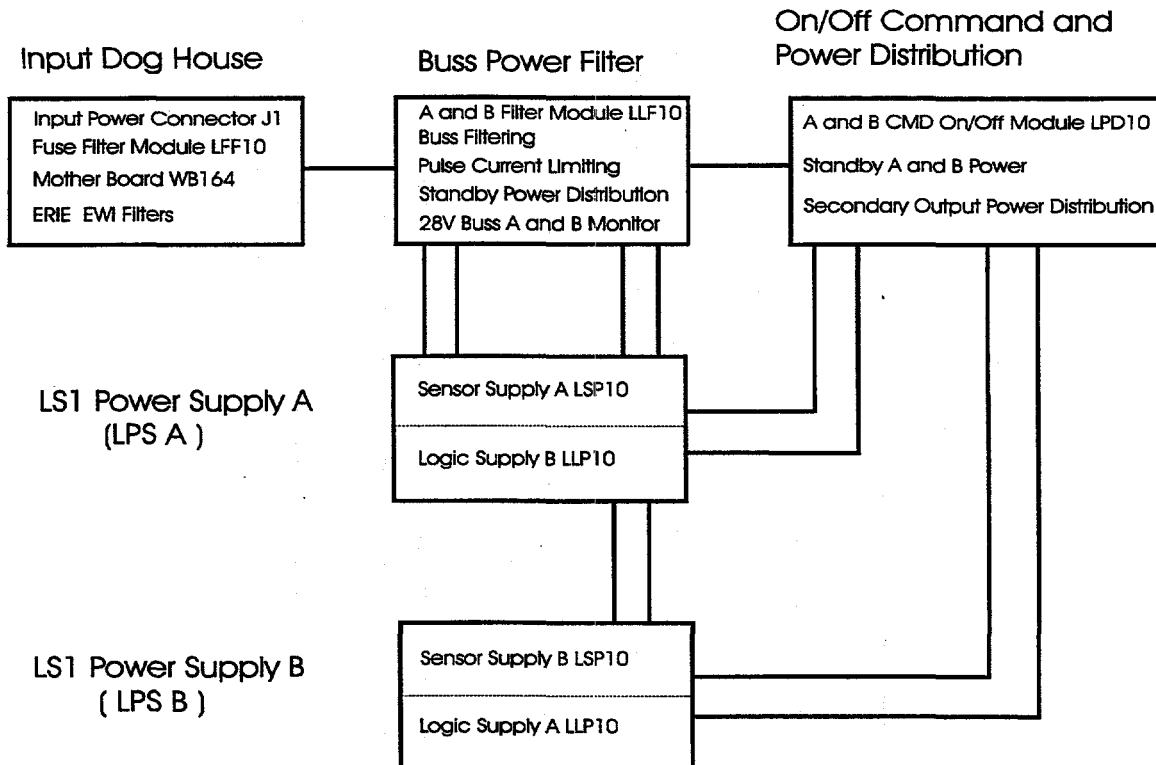 Input Dog House
Input Power Connector J1
Fuse Filter Module LFF10
Mother Board WB164
ERIE EWI Filters
Buss Power Filter
A and B Filter Module LLF10
Buss Filtering
Pulse Current Limiting
Standby Power Distribution
28V Buss A and B Monitor
On/Off Command and
Power Distribution
A and B CMD On/Off Module LPD10
Standby A and B Power
Secondary Output Power Distribution
LS1 Power Supply A
(LPS A )
Sensor Supply A LSP10
Logic Supply B LLP10
LS1 Power Supply B
( LPS B )
Sensor Supply B LSP10
Logic Supply A LLP10